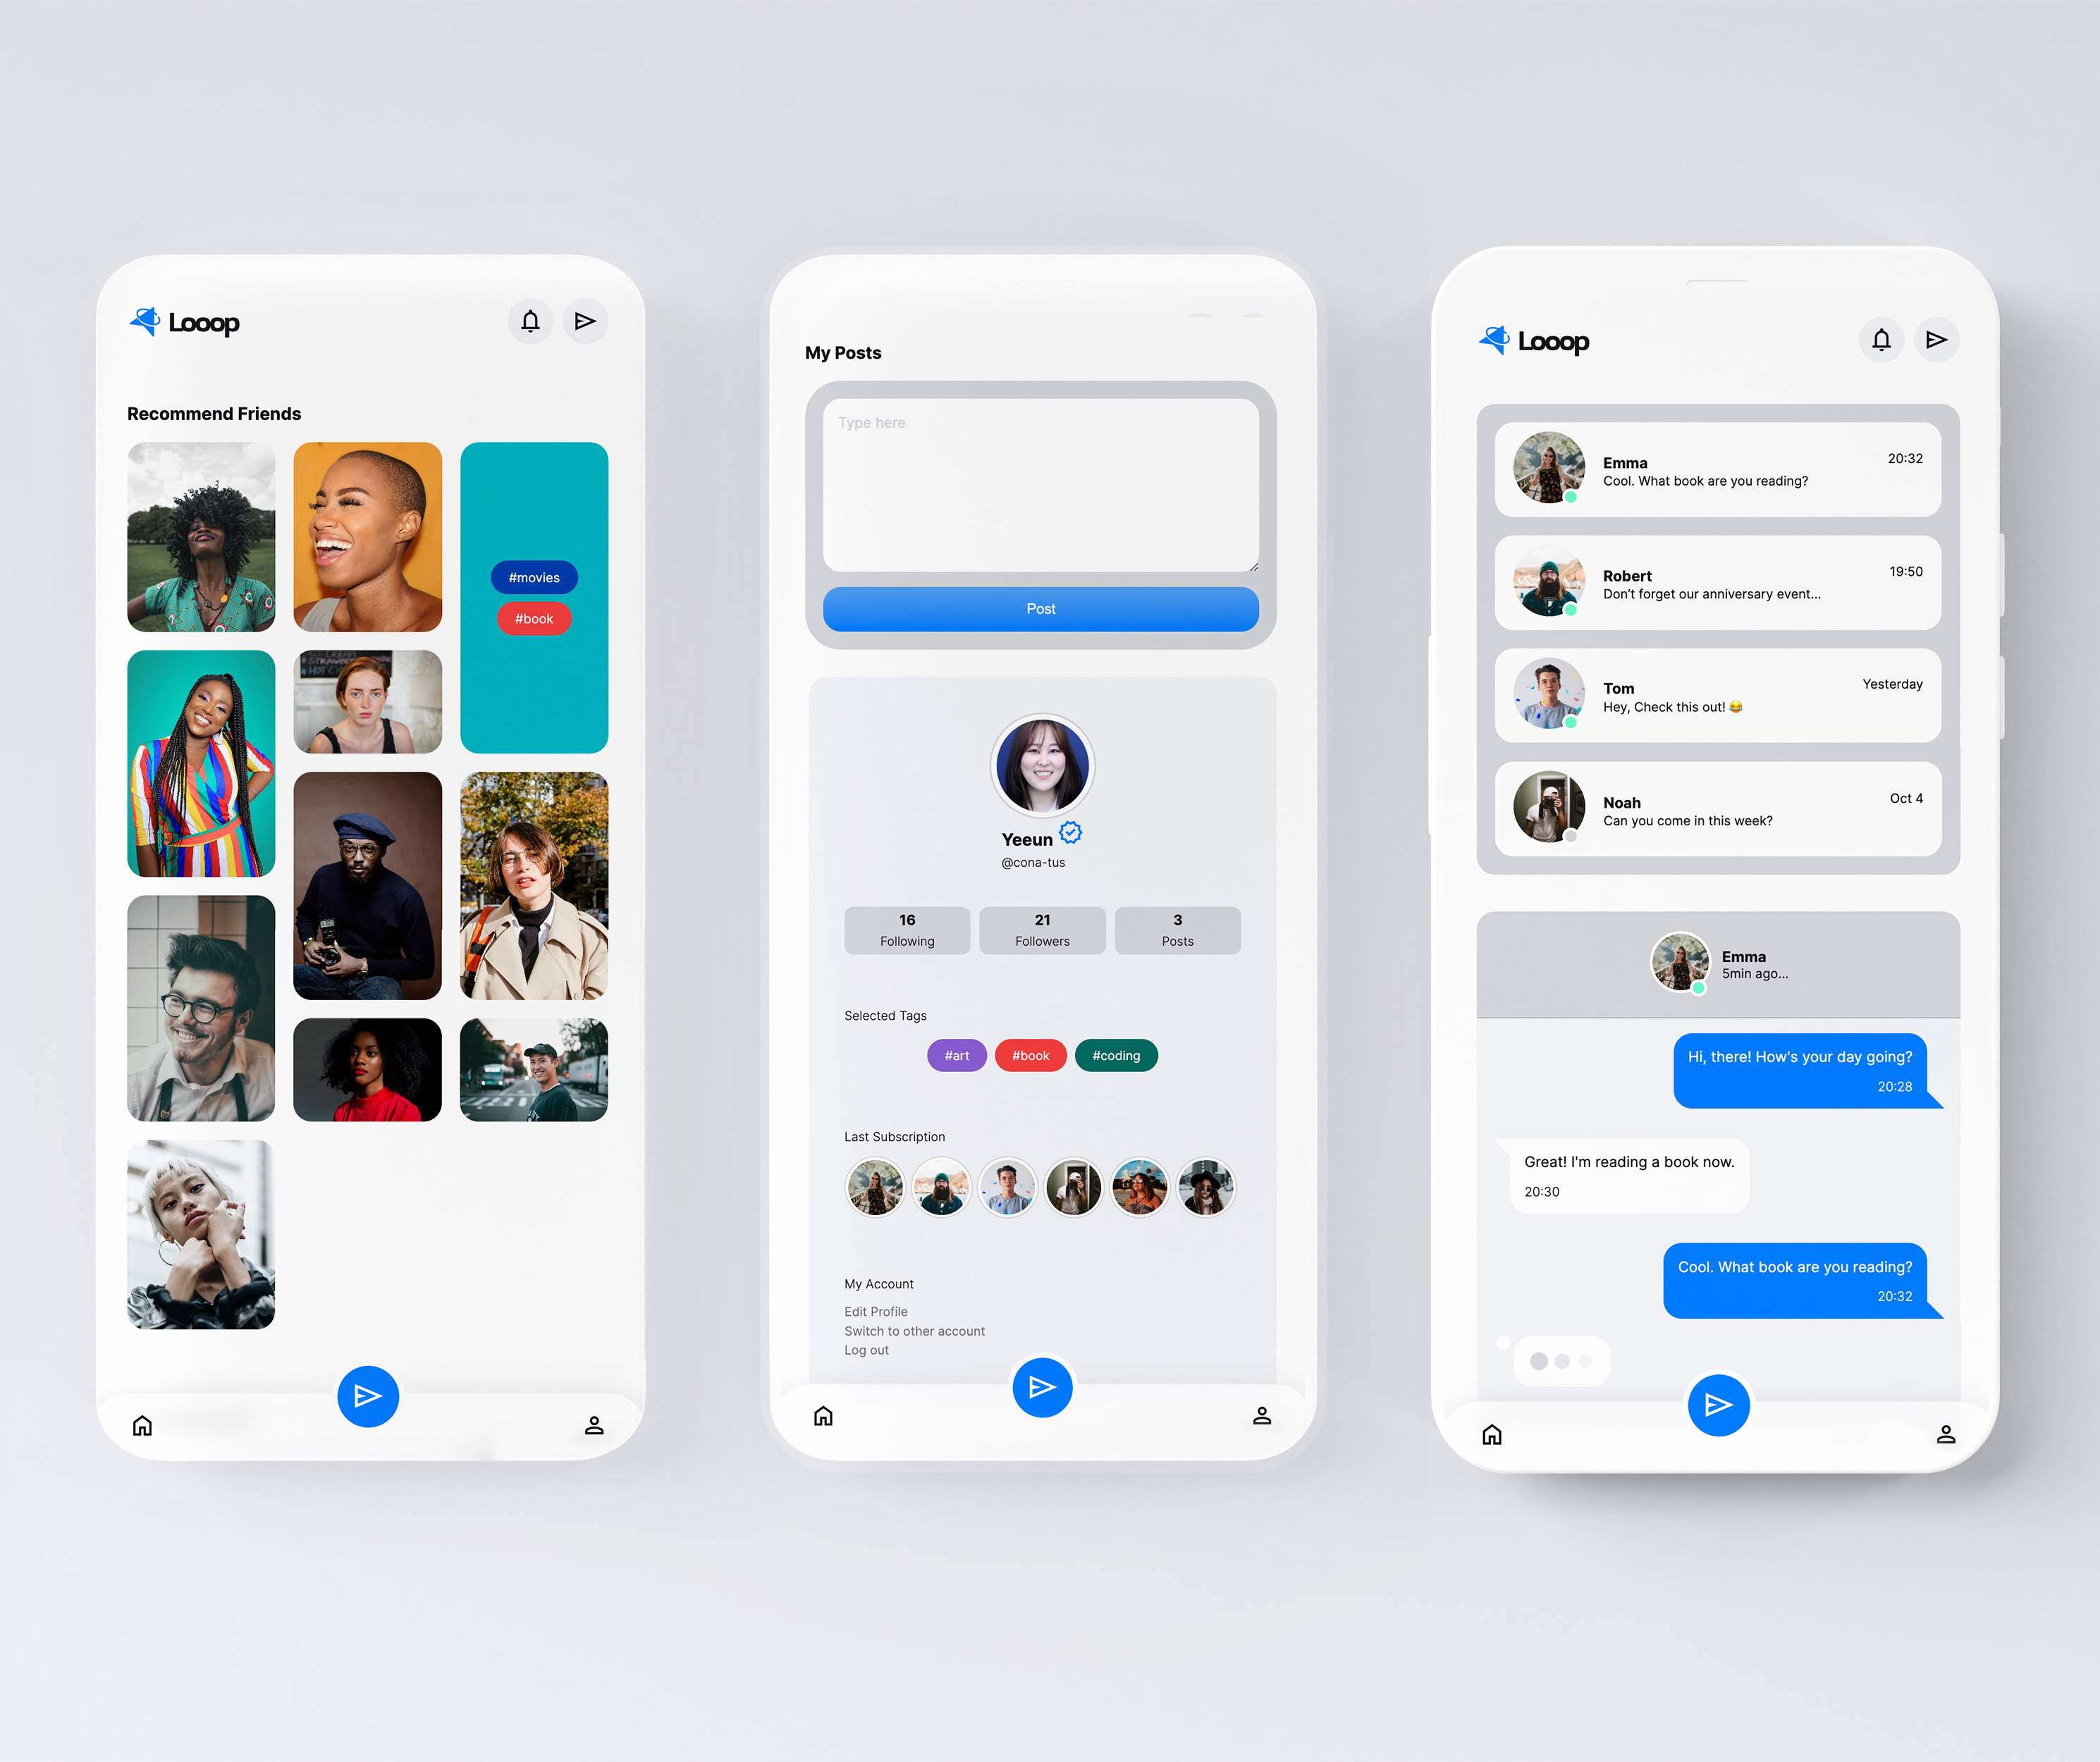 Looop
Recommend Friends
#movies
#book
My Posts
Type here
Post
Yeeun
@cona-tus
16
Following
21
Followers
3
Posts
Selected Tags
#art
#book
#coding
Last Subscription
My Account
Edit Profile
Switch to other account
Log out
Looop
Emma
20:32
Cool. What book are you reading?
Robert
19:50
Don’t forget our anniversary event...
Tom
Yesterday
Hey, Check this out! 😂
Noah
Oct 4
Can you come in this week?
Emma
5min ago...
Hi, there! How's your day going?
20:28
Great! I'm reading a book now.
20:30
Cool. What book are you reading?
20:32